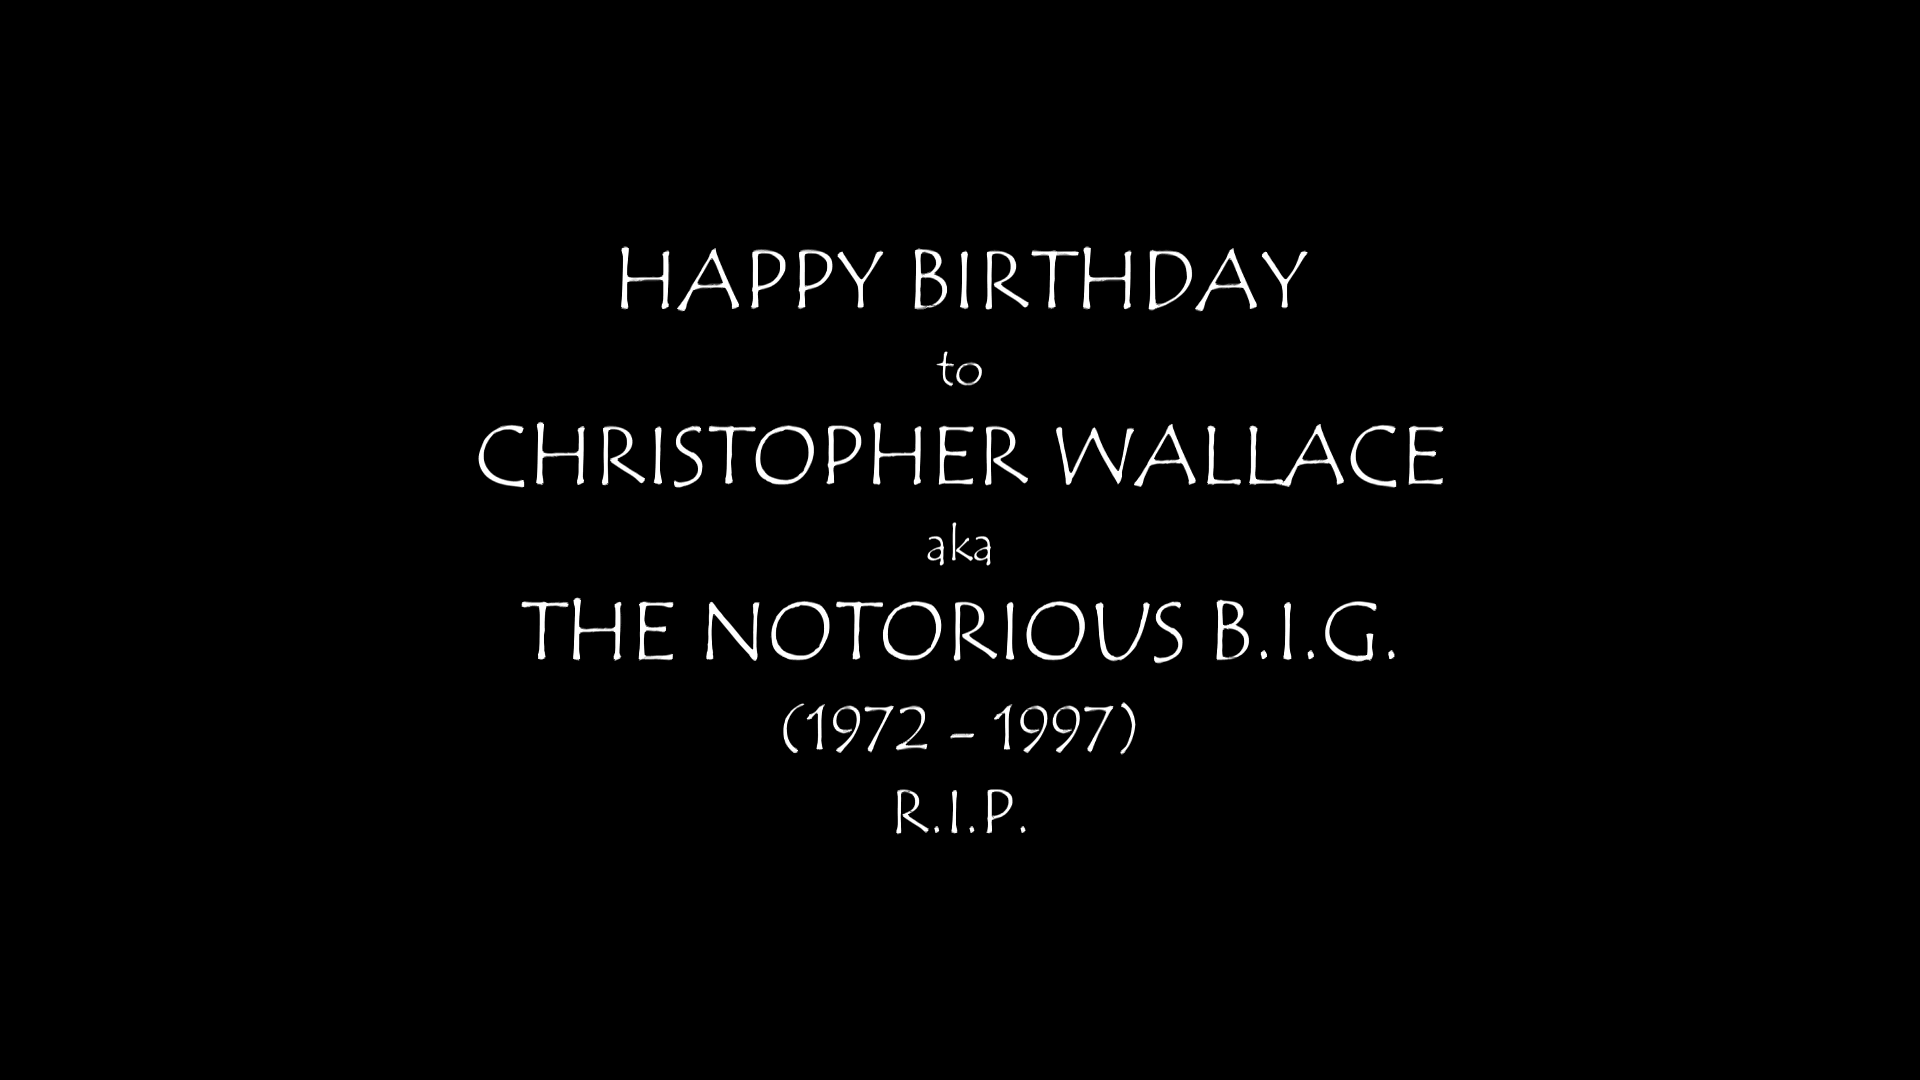 HAPPY BIRTHDAY
to
CHRISTOPHER WALLACE
aka
THE NOTORIOUS B.I.G.
(1972 - 1997)
R.I.P.